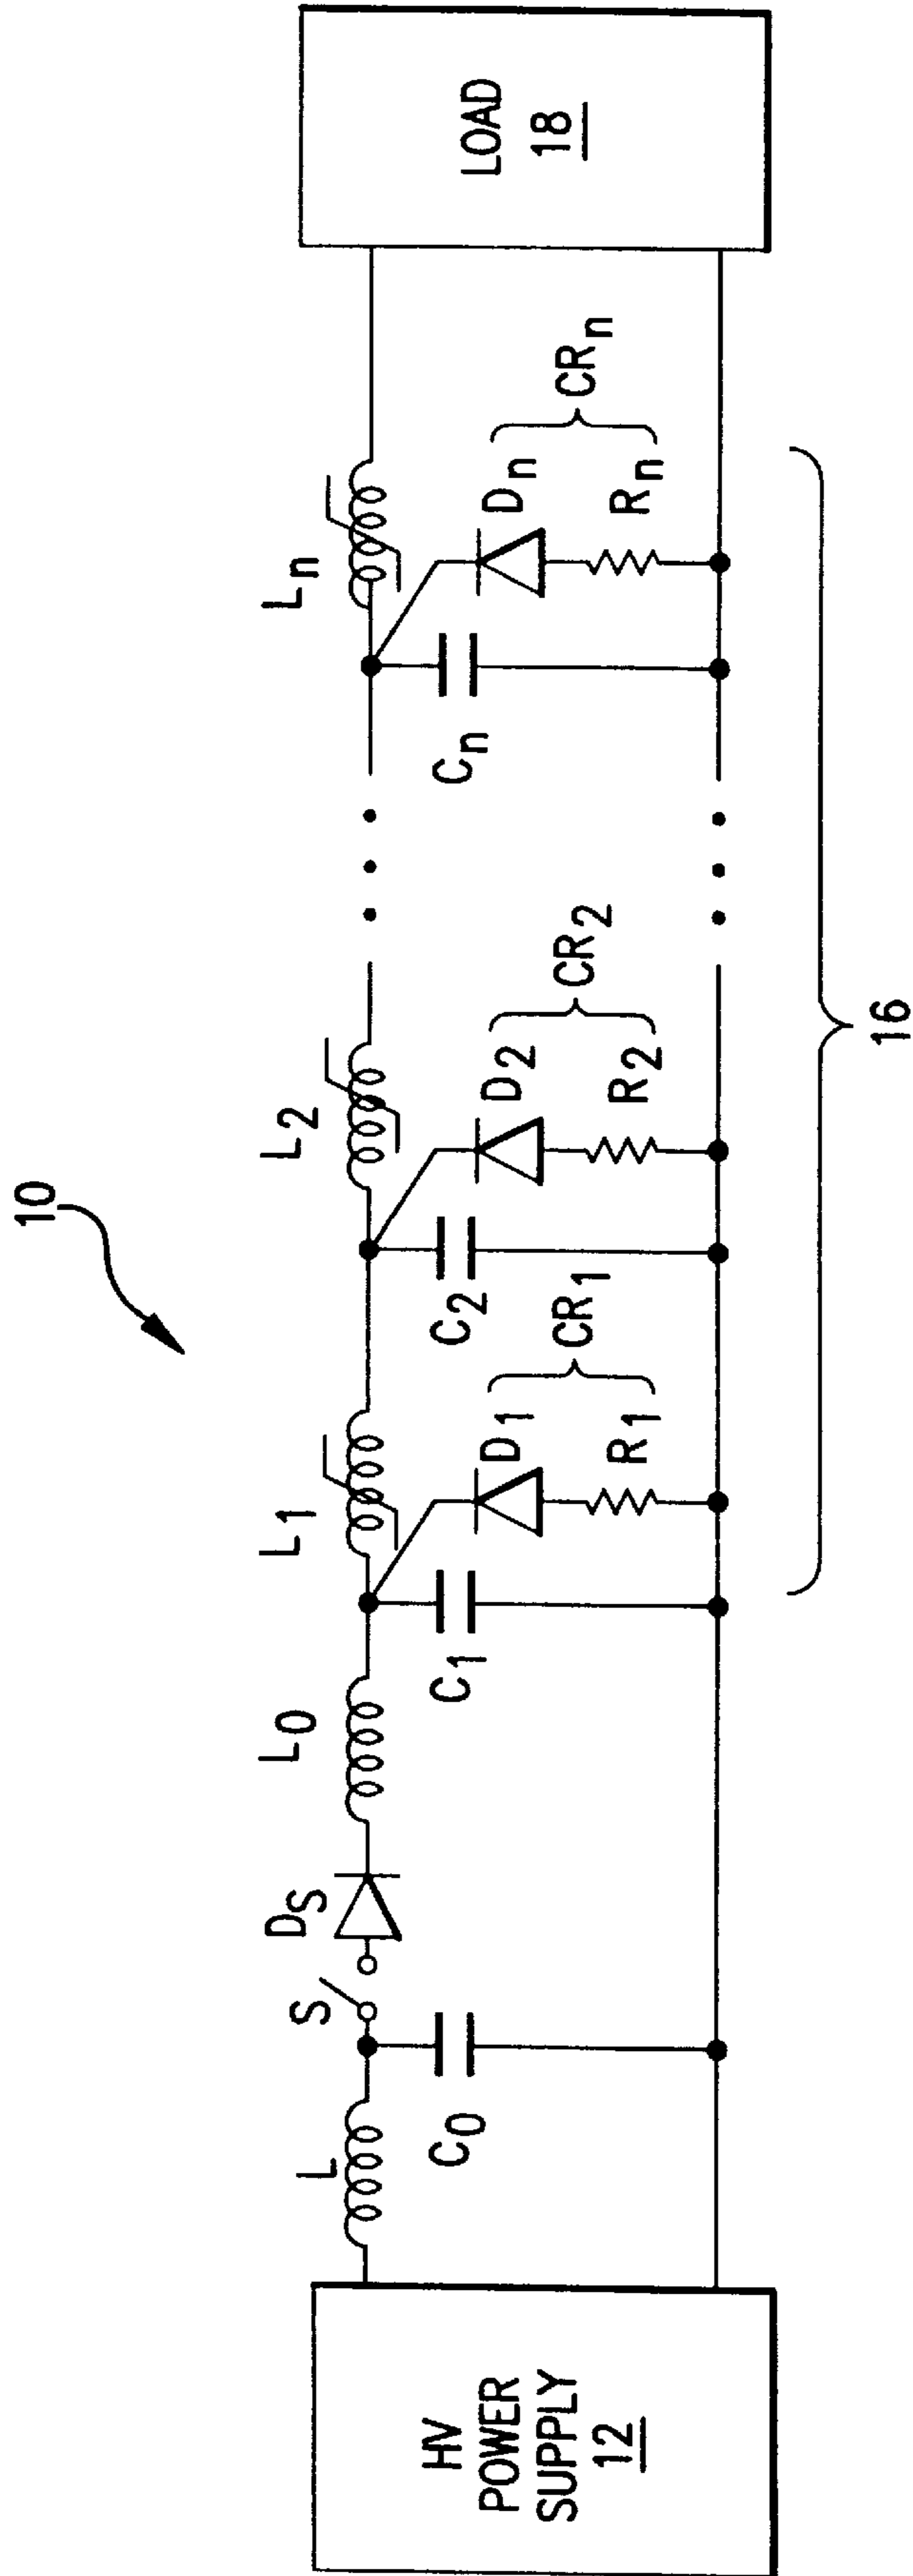 10
HV
POWER
SUPPLY
12
L
C0
S
DS
L0
C1
L1
D1
R1
CR1
C2
L2
D2
R2
CR2
Cn
Ln
Dn
Rn
CRn
16
LOAD
18